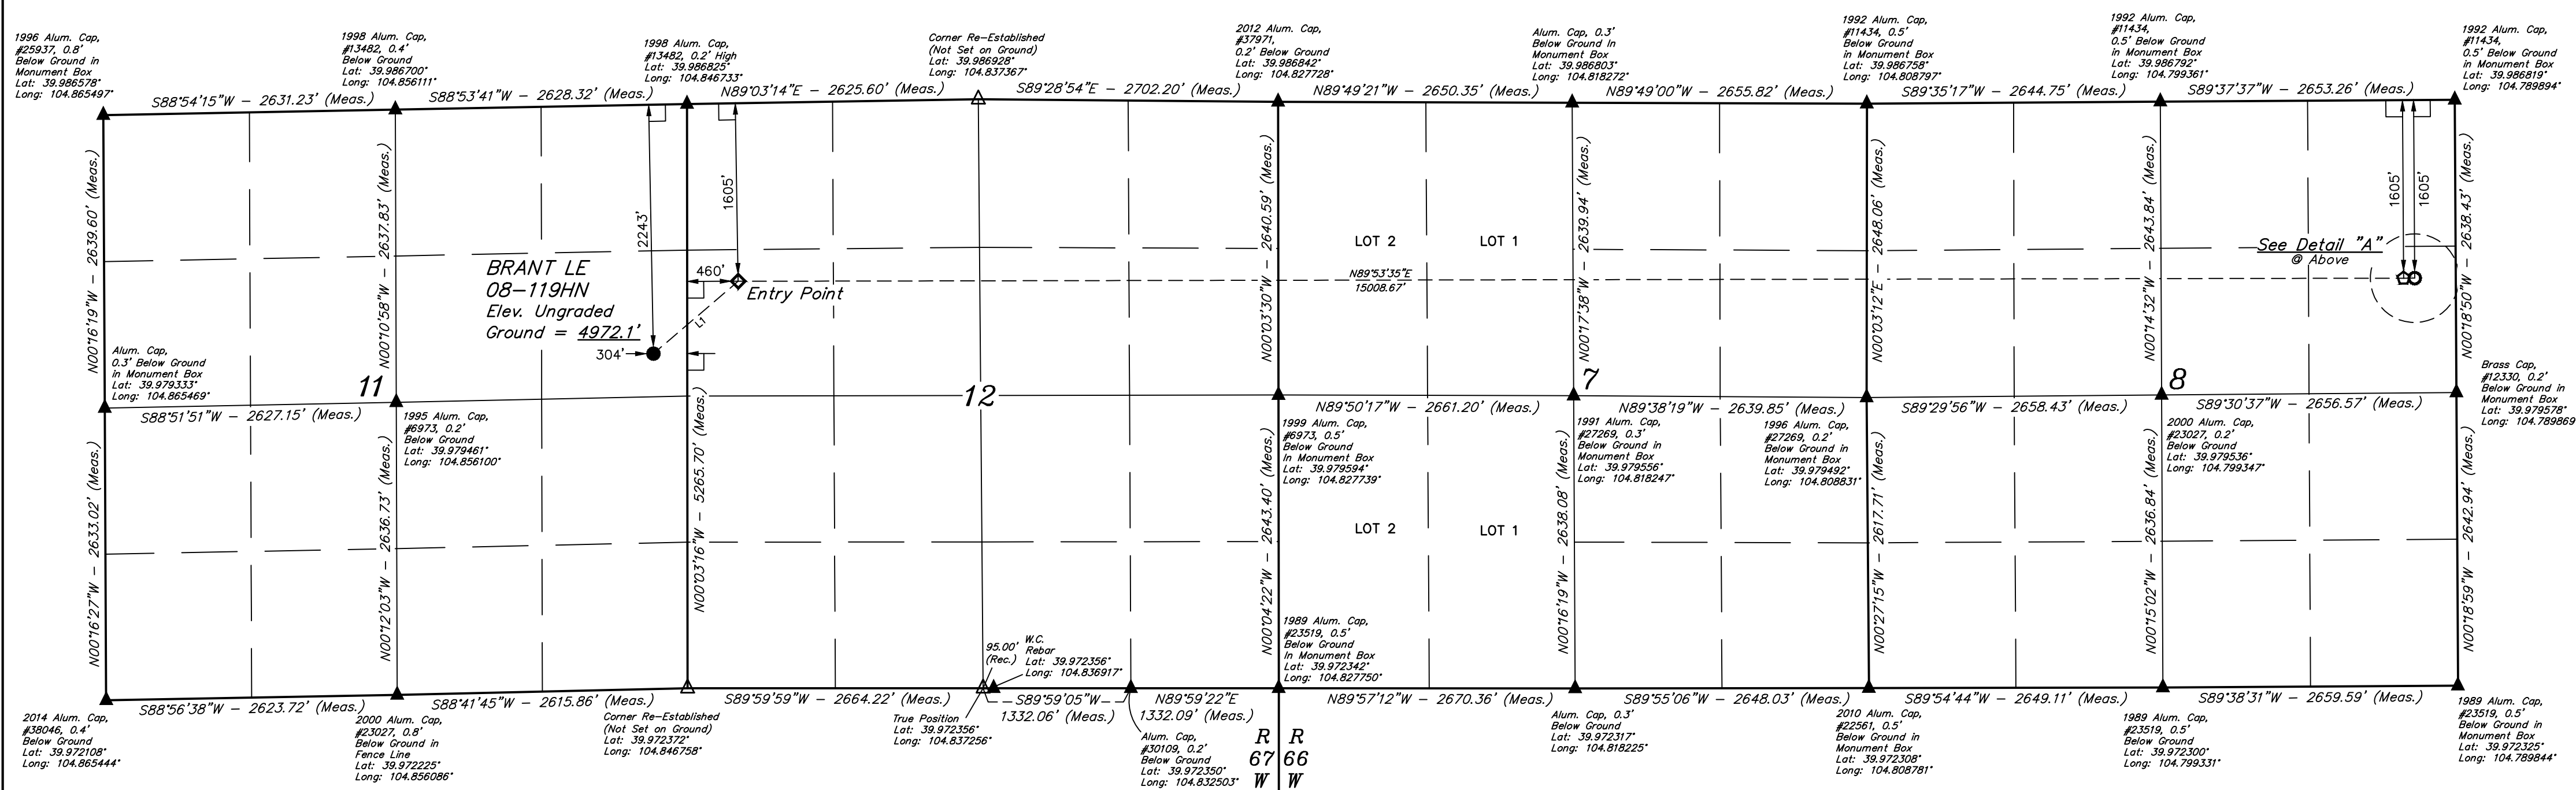 1996 Alum. Cap,
#25937, 0.8'
Below Ground in
Monument Box
Lat: 39.986578°
Long: 104.865497°
1998 Alum. Cap,
#13482, 0.4'
Below Ground
Lat: 39.986700°
Long: 104.856111°
1998 Alum. Cap,
#13482, 0.2' High
Lat: 39.986825°
Long: 104.846733°
Corner Re-Established
(Not Set on Ground)
Lat: 39.986928°
Long: 104.837367°
2012 Alum. Cap,
#37971,
0.2' Below Ground
Lat: 39.986842°
Long: 104.827728°
Alum. Cap, 0.3'
Below Ground In
Monument Box
Lat: 39.986803°
Long: 104.818272°
1992 Alum. Cap,
#11434, 0.5'
Below Ground
in Monument Box
Lat: 39.986758°
Long: 104.808797°
1992 Alum. Cap,
#11434,
0.5' Below Ground
in Monument Box
Lat: 39.986792°
Long: 104.799361°
1992 Alum. Cap,
#11434,
0.5' Below Ground
in Monument Box
Lat: 39.986819°
Long: 104.789894°
S88°54'15"W - 2631.23' (Meas.)
S88°53'41"W - 2628.32' (Meas.)
N89°03'14"E - 2625.60' (Meas.)
S89°28'54"E - 2702.20' (Meas.)
N89°49'21"W - 2650.35' (Meas.)
N89°49'00"W - 2655.82' (Meas.)
S89°35'17"W - 2644.75' (Meas.)
S89°37'37"W - 2653.26' (Meas.)
N00°16'19"W - 2639.60' (Meas.)
N00°10'58"W - 2637.83' (Meas.)
2243'
1605'
N00°03'30"W - 2640.59' (Meas.)
N00°17'38"W - 2639.94' (Meas.)
N00°03'12"E - 2648.06' (Meas.)
N00°14'32"W - 2643.84' (Meas.)
1605'
1605'
N00°18'50"W - 2638.43' (Meas.)
LOT 2
LOT 1
See Detail "A"
@ Above
BRANT LE
08-119HN
Elev. Ungraded
Ground = 4972.1'
460'
Entry Point
L1
304'
N89°53'35"E
15008.67'
Alum. Cap,
0.3' Below Ground
in Monument Box
Lat: 39.979333°
Long: 104.865469°
11
12
7
8
Brass Cap,
#12330, 0.2'
Below Ground in
Monument Box
Lat: 39.979578°
Long: 104.789869°
S88°51'51"W - 2627.15' (Meas.)
N89°50'17"W - 2661.20' (Meas.)
N89°38'19"W - 2639.85' (Meas.)
S89°29'56"W - 2658.43' (Meas.)
S89°30'37"W - 2656.57' (Meas.)
1995 Alum. Cap,
#6973, 0.2'
Below Ground
Lat: 39.979461°
Long: 104.856100°
1999 Alum. Cap,
#6973, 0.5'
Below Ground
In Monument Box
Lat: 39.979594°
Long: 104.827739°
1991 Alum. Cap,
#27269, 0.3'
Below Ground in
Monument Box
Lat: 39.979556°
Long: 104.818247°
1996 Alum. Cap,
#27269, 0.2'
Below Ground in
Monument Box
Lat: 39.979492°
Long: 104.808831°
2000 Alum. Cap,
#23027, 0.2'
Below Ground
Lat: 39.979536°
Long: 104.799347°
N00°16'27"W - 2633.02' (Meas.)
N00°12'03"W - 2636.73' (Meas.)
N00°03'16"W - 5265.70' (Meas.)
N00°04'22"W - 2643.40' (Meas.)
LOT 2
LOT 1
N00°16'19"W - 2638.08' (Meas.)
N00°27'15"W - 2617.71' (Meas.)
N00°15'02"W - 2636.84' (Meas.)
N00°18'59"W - 2642.94' (Meas.)
95.00'
(Rec.)
W.C.
Rebar
Lat: 39.972356°
Long: 104.836917°
1989 Alum. Cap,
#23519, 0.5'
Below Ground
In Monument Box
Lat: 39.972342°
Long: 104.827750°
S88°56'38"W - 2623.72' (Meas.)
S88°41'45"W - 2615.86' (Meas.)
S89°59'59"W - 2664.22' (Meas.)
S89°59'05"W
1332.06' (Meas.)
N89°59'22"E
1332.09' (Meas.)
N89°57'12"W - 2670.36' (Meas.)
S89°55'06"W - 2648.03' (Meas.)
S89°54'44"W - 2649.11' (Meas.)
S89°38'31"W - 2659.59' (Meas.)
2014 Alum. Cap,
#38046, 0.4'
Below Ground
Lat: 39.972108°
Long: 104.865444°
2000 Alum. Cap,
#23027, 0.8'
Below Ground in
Fence Line
Lat: 39.972225°
Long: 104.856086°
Corner Re-Established
(Not Set on Ground)
Lat: 39.972372°
Long: 104.846758°
True Position
Lat: 39.972356°
Long: 104.837256°
Alum. Cap,
#30109, 0.2'
Below Ground
Lat: 39.972350°
Long: 104.832503°
R R
67 66
W W
Alum. Cap, 0.3'
Below Ground
Lat: 39.972317°
Long: 104.818225°
2010 Alum. Cap,
#22561, 0.5'
Below Ground in
Monument Box
Lat: 39.972308°
Long: 104.808781°
1989 Alum. Cap,
#23519, 0.5'
Below Ground
Lat: 39.972300°
Long: 104.799331°
1989 Alum. Cap,
#23519, 0.5'
Below Ground in
Monument Box
Lat: 39.972325°
Long: 104.789844°